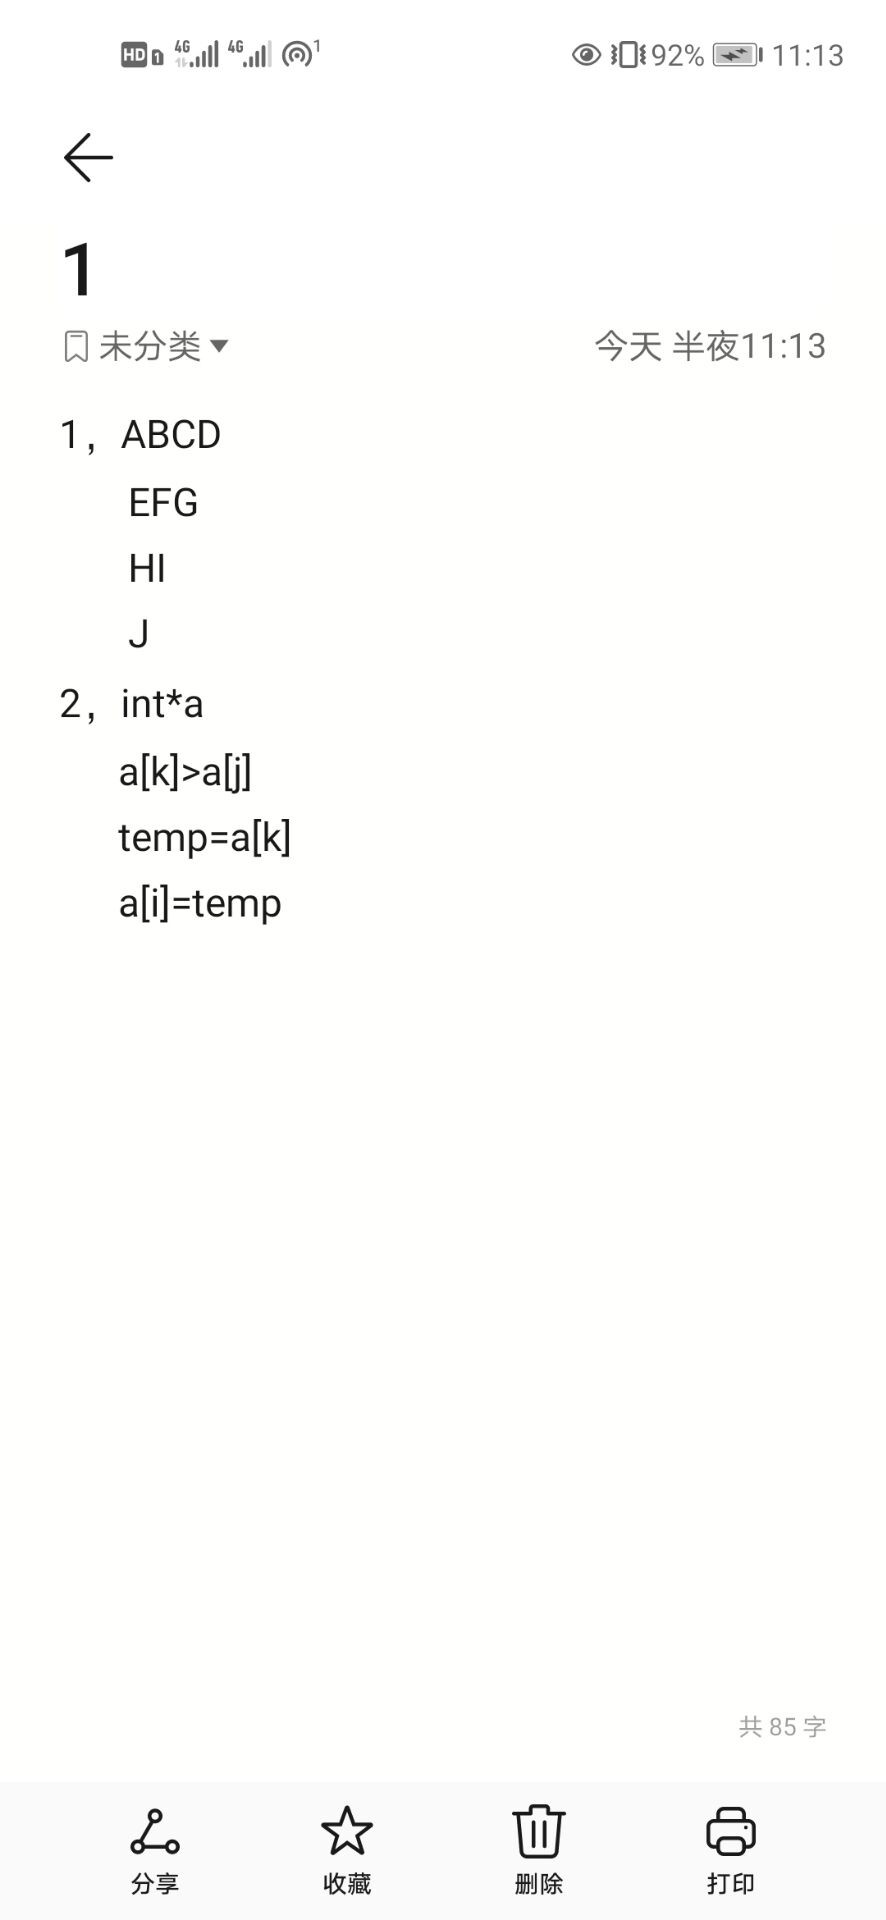 HD 1 4G 4G 1 92% 11:13
1
未分类 今天 半夜11:13
1，ABCD
EFG
HI
J
2，int*a
a[k]>a[j]
temp=a[k]
a[i]=temp
共 85 字
分享 收藏 删除 打印